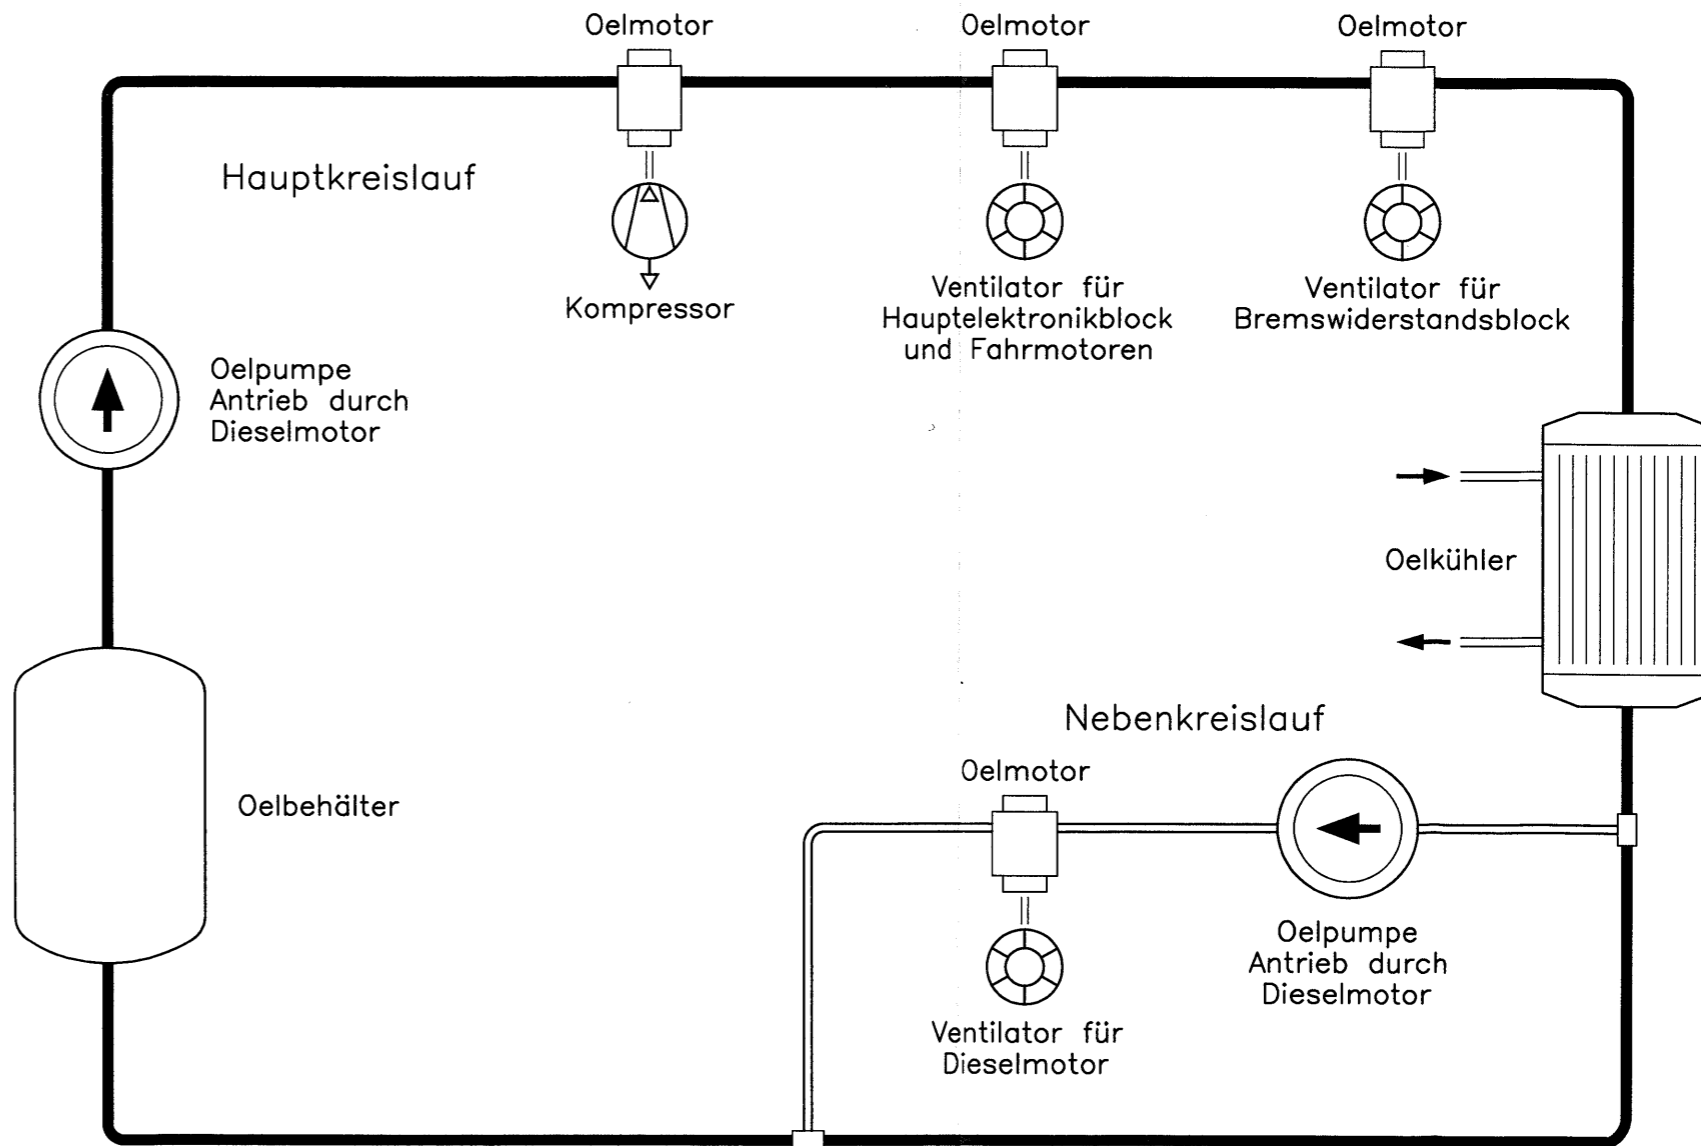 Oelmotor
Oelmotor
Oelmotor
Hauptkreislauf
Kompressor
Ventilator für
Hauptelektronikblock
und Fahrmotoren
Ventilator für
Bremswiderstandsblock
Oelpumpe
Antrieb durch
Dieselmotor
Oelkühler
Nebenkreislauf
Oelmotor
Oelbehälter
Oelpumpe
Antrieb durch
Dieselmotor
Ventilator für
Dieselmotor